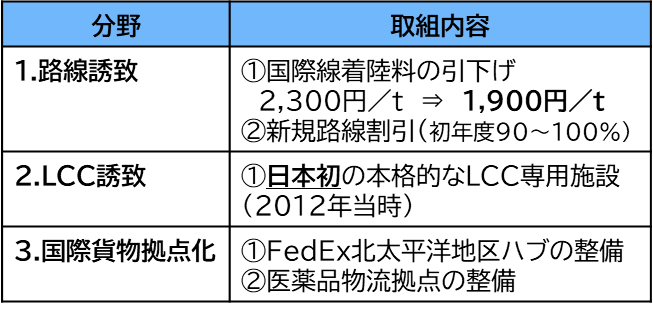 分野
取組内容
1.路線誘致
①国際線着陸料の引下げ
2,300円／t ⇒ 1,900円／t
②新規路線割引（初年度90～100%）
2.LCC誘致
①日本初の本格的なLCC専用施設
（2012年当時）
3.国際貨物拠点化
①FedEx北太平洋地区ハブの整備
②医薬品物流拠点の整備